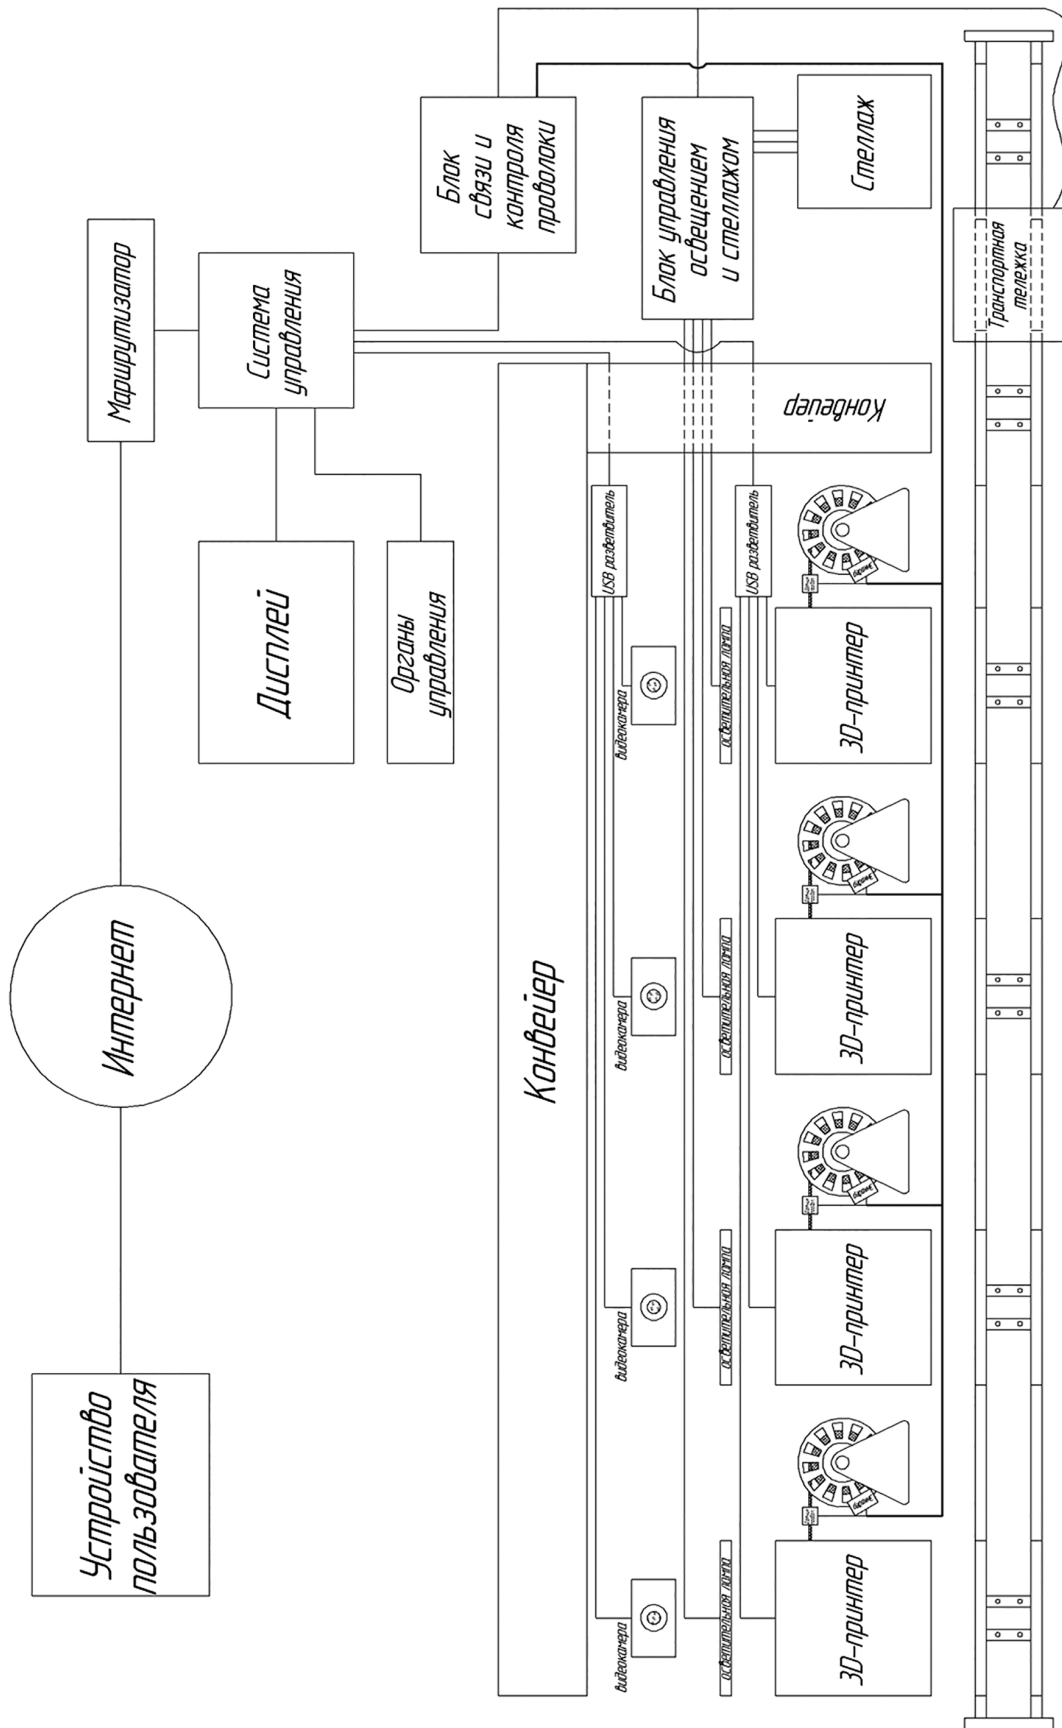 Устройство
пользователя
Интернет
Маршрутизатор
Дисплей
Система
управления
Органы
управления
Блок
связи и
контроля
проволоки
Конвейер
Блок управления
освещением
и стеллажом
Стеллаж
Конвейер
USB разветвитель
USB разветвитель
видеокамера
видеокамера
видеокамера
видеокамера
осветительная лампа
осветительная лампа
осветительная лампа
осветительная лампа
3D-принтер
3D-принтер
3D-принтер
3D-принтер
Транспортная
тележка